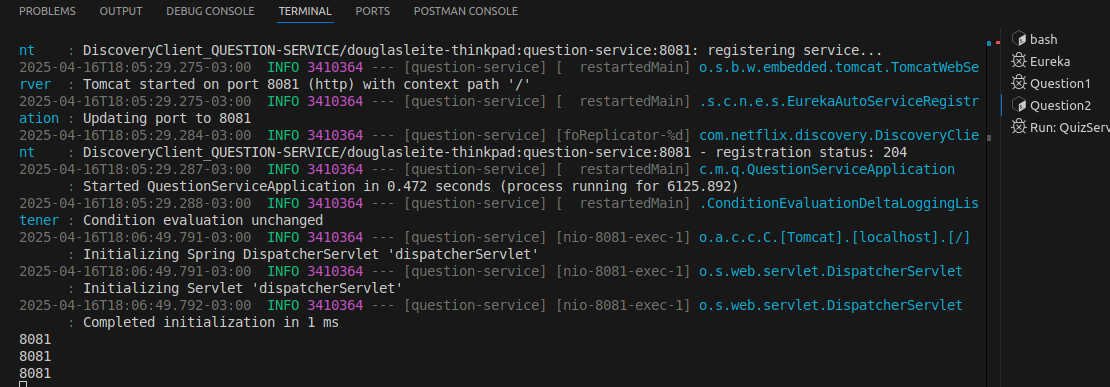 PROBLEMS OUTPUT DEBUG CONSOLE TERMINAL PORTS POSTMAN CONSOLE
nt    : DiscoveryClient_QUESTION-SERVICE/douglasleite-thinkpad:question-service:8081: registering service...
2025-04-16T18:05:29.275-03:00  INFO 3410364 --- [question-service] [  restartedMain] o.s.b.w.embedded.tomcat.TomcatWebSe
rver  : Tomcat started on port 8081 (http) with context path '/'
2025-04-16T18:05:29.275-03:00  INFO 3410364 --- [question-service] [  restartedMain] .s.c.n.e.s.EurekaAutoServiceRegistr
ation : Updating port to 8081
2025-04-16T18:05:29.284-03:00  INFO 3410364 --- [question-service] [foReplicator-%d] com.netflix.discovery.DiscoveryClie
nt    : DiscoveryClient_QUESTION-SERVICE/douglasleite-thinkpad:question-service:8081 - registration status: 204
2025-04-16T18:05:29.287-03:00  INFO 3410364 --- [question-service] [  restartedMain] c.m.q.QuestionServiceApplication
      : Started QuestionServiceApplication in 0.472 seconds (process running for 6125.892)
2025-04-16T18:05:29.288-03:00  INFO 3410364 --- [question-service] [  restartedMain] .ConditionEvaluationDeltaLoggingLis
tener : Condition evaluation unchanged
2025-04-16T18:06:49.791-03:00  INFO 3410364 --- [question-service] [nio-8081-exec-1] o.a.c.c.C.[Tomcat].[localhost].[/]
      : Initializing Spring DispatcherServlet 'dispatcherServlet'
2025-04-16T18:06:49.791-03:00  INFO 3410364 --- [question-service] [nio-8081-exec-1] o.s.web.servlet.DispatcherServlet
      : Initializing Servlet 'dispatcherServlet'
2025-04-16T18:06:49.792-03:00  INFO 3410364 --- [question-service] [nio-8081-exec-1] o.s.web.servlet.DispatcherServlet
      : Completed initialization in 1 ms
8081
8081
8081
bash
Eureka
Question1
Question2
Run: QuizServ